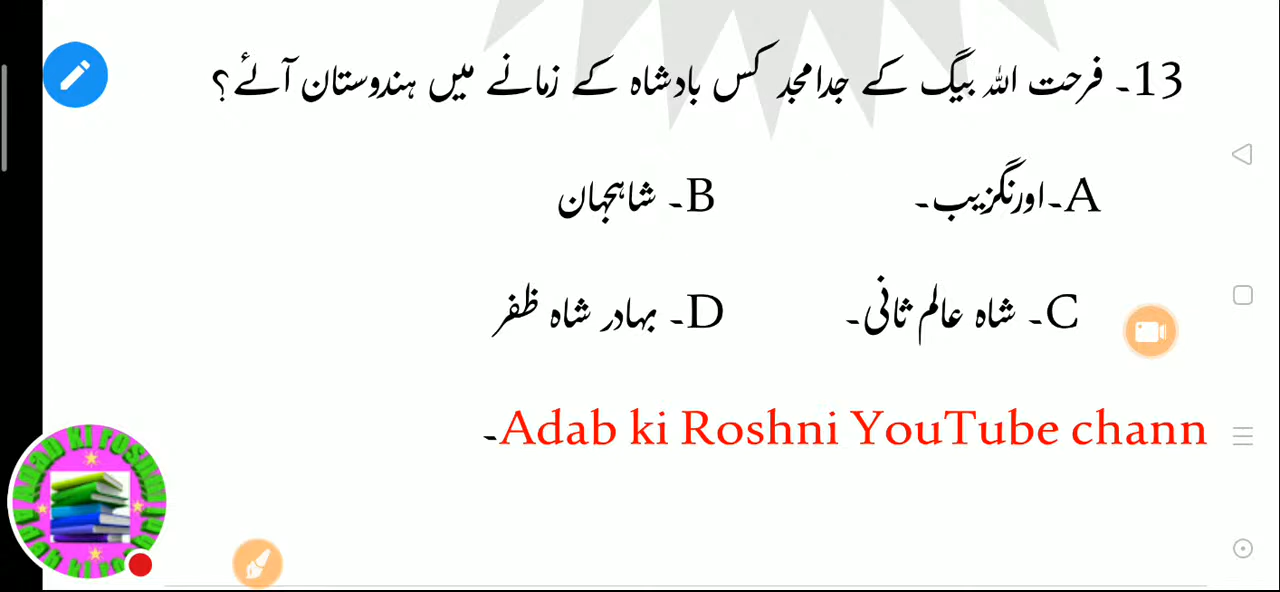 13۔ فرحت اللہ بیگ کے جدامجد کس بادشاہ کے زمانے میں ہندوستان آئے؟
A۔اورنگزیب۔ B۔ شاہجہان
C۔ شاہ عالم ثانی۔ D۔ بہادر شاہ ظفر
Adab ki Roshni YouTube chann۔